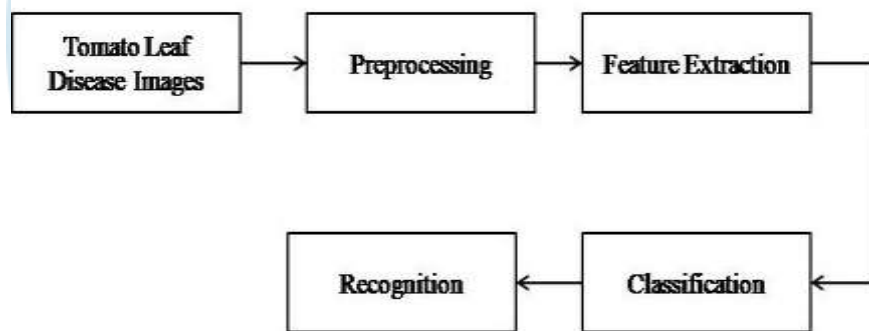 Tomato Leaf
Disease Images
Preprocessing
Feature Extraction
Classification
Recognition